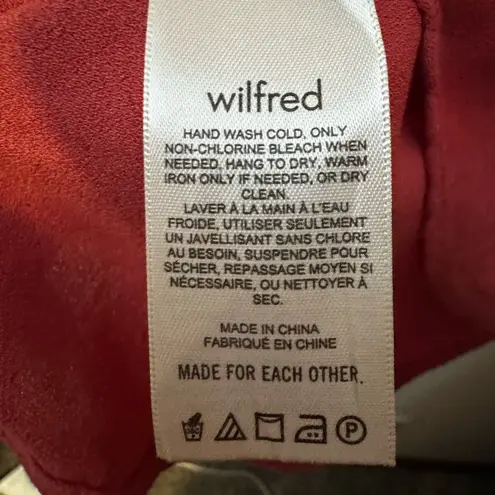 wilfred
HAND WASH COLD, ONLY
NON-CHLORINE BLEACH WHEN
NEEDED, HANG TO DRY, WARM
IRON ONLY IF NEEDED, OR DRY
CLEAN
LAVER À LA MAIN À L'EAU
FROIDE, UTILISER SEULEMENT
UN JAVELLISANT SANS CHLORE
AU BESOIN, SUSPENDRE POUR
SÉCHER, REPASSAGE MOYEN SI
NÉCESSAIRE, OU NETTOYER À
SEC.
MADE IN CHINA
FABRIQUÉ EN CHINE
MADE FOR EACH OTHER.
P